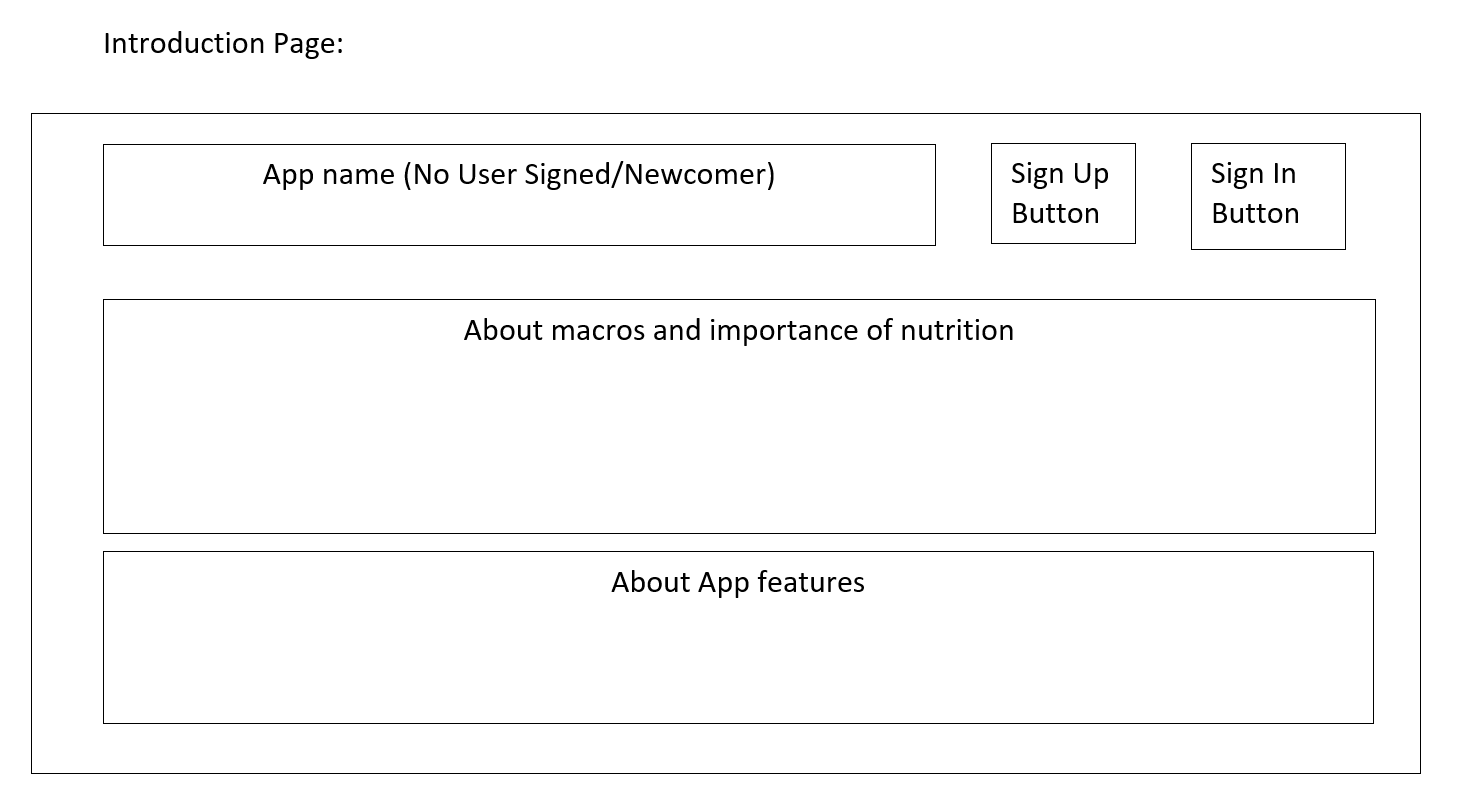 Introduction Page:
App name (No User Signed/Newcomer)
Sign Up
Button
Sign In
Button
About macros and importance of nutrition
About App features